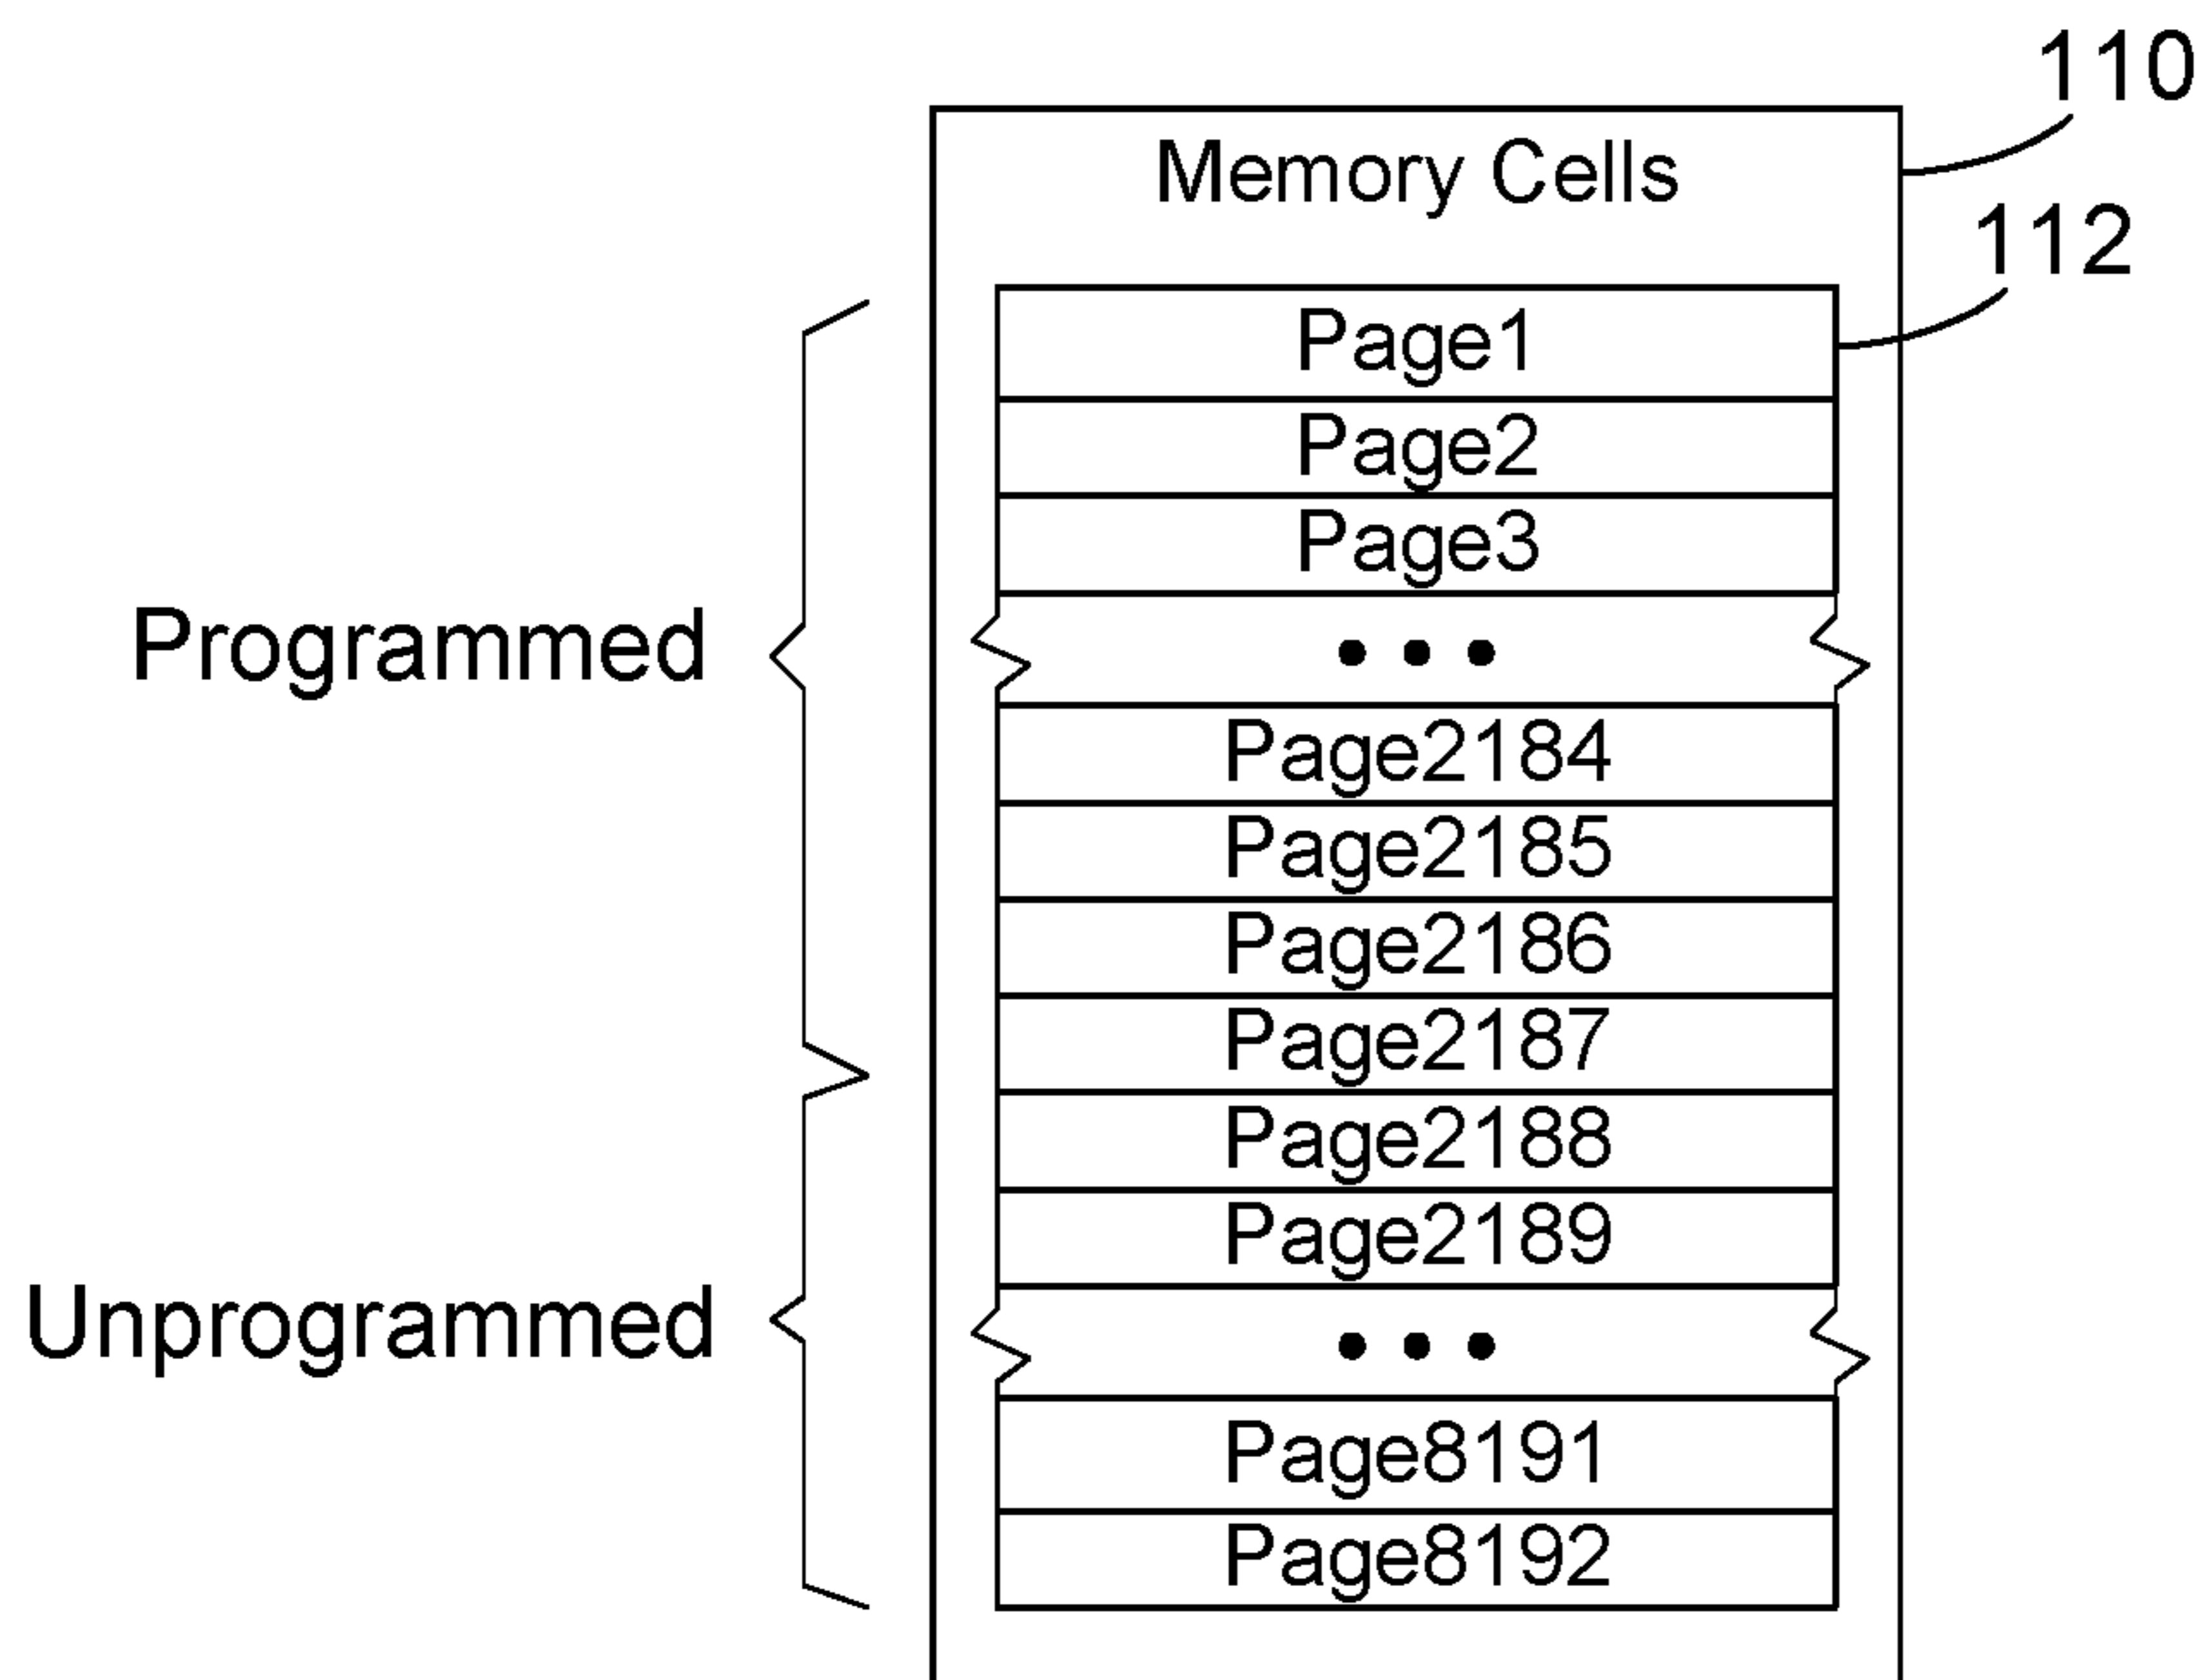 110
Memory Cells
112
Page1
Page2
Page3
Programmed
• • •
Page2184
Page2185
Page2186
Page2187
Page2188
Page2189
Unprogrammed
• • •
Page8191
Page8192